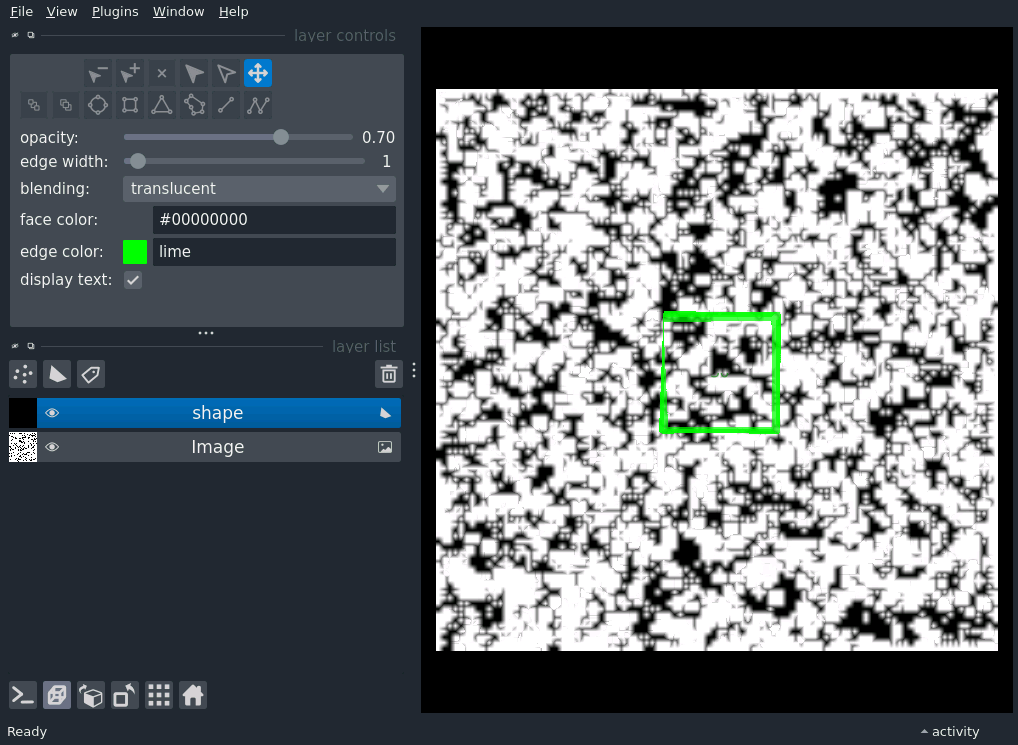 File View Plugins Window Help
layer controls
opacity: 0.70
edge width: 1
blending: translucent
face color: #00000000
edge color: lime
display text:
layer list
shape
Image
Ready
activity